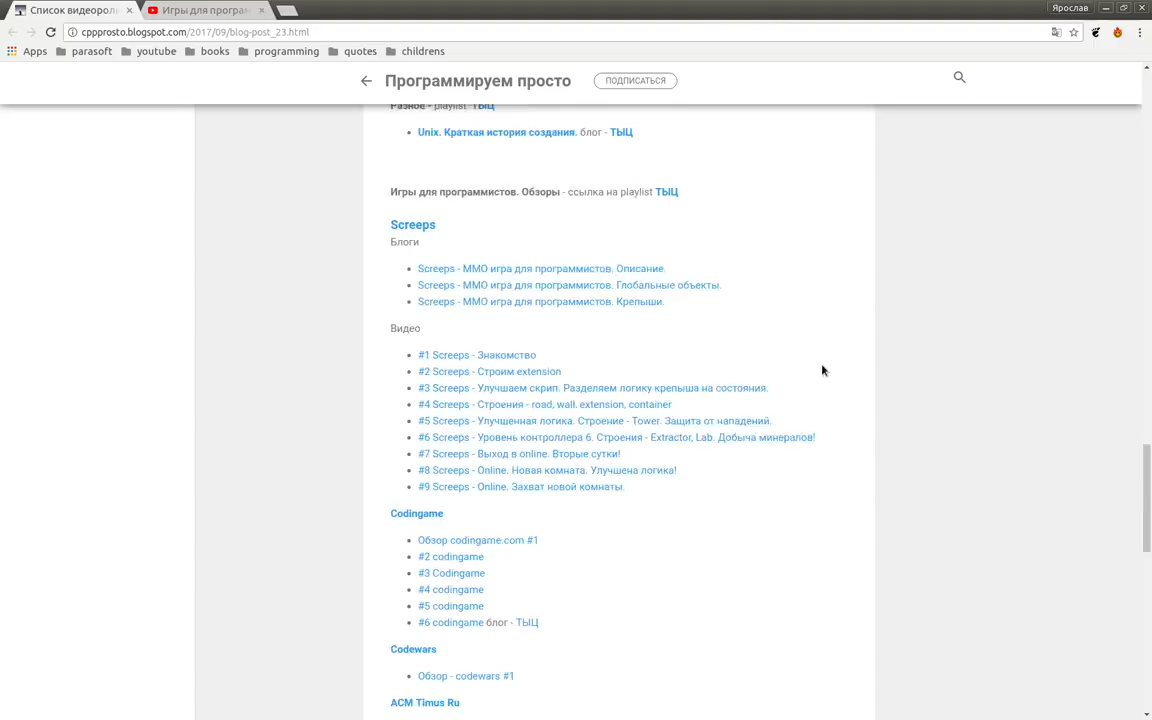 Список видеороли
Игры для програм
Ярослав
cppprosto.blogspot.com/2017/09/blog-post_23.html
Apps parasoft youtube books programming quotes childrens
Программируем просто ПОДПИСАТЬСЯ
Разное - playlist ТЫЦ
Unix. Краткая история создания. блог - ТЫЦ
Игры для программистов. Обзоры - ссылка на playlist ТЫЦ
Screeps
Блоги
Screeps - ММО игра для программистов. Описание.
Screeps - ММО игра для программистов. Глобальные объекты.
Screeps - ММО игра для программистов. Крепыши.
Видео
#1 Screeps - Знакомство
#2 Screeps - Строим extension
#3 Screeps - Улучшаем скрип. Разделяем логику крепыша на состояния.
#4 Screeps - Строения - road, wall. extension, container
#5 Screeps - Улучшенная логика. Строение - Tower. Защита от нападений.
#6 Screeps - Уровень контроллера 6. Строения - Extractor, Lab. Добыча минералов!
#7 Screeps - Выход в online. Вторые сутки!
#8 Screeps - Online. Новая комната. Улучшена логика!
#9 Screeps - Online. Захват новой комнаты.
Codingame
Обзор codingame.com #1
#2 codingame
#3 Codingame
#4 codingame
#5 codingame
#6 codingame блог - ТЫЦ
Codewars
Обзор - codewars #1
ACM Timus Ru